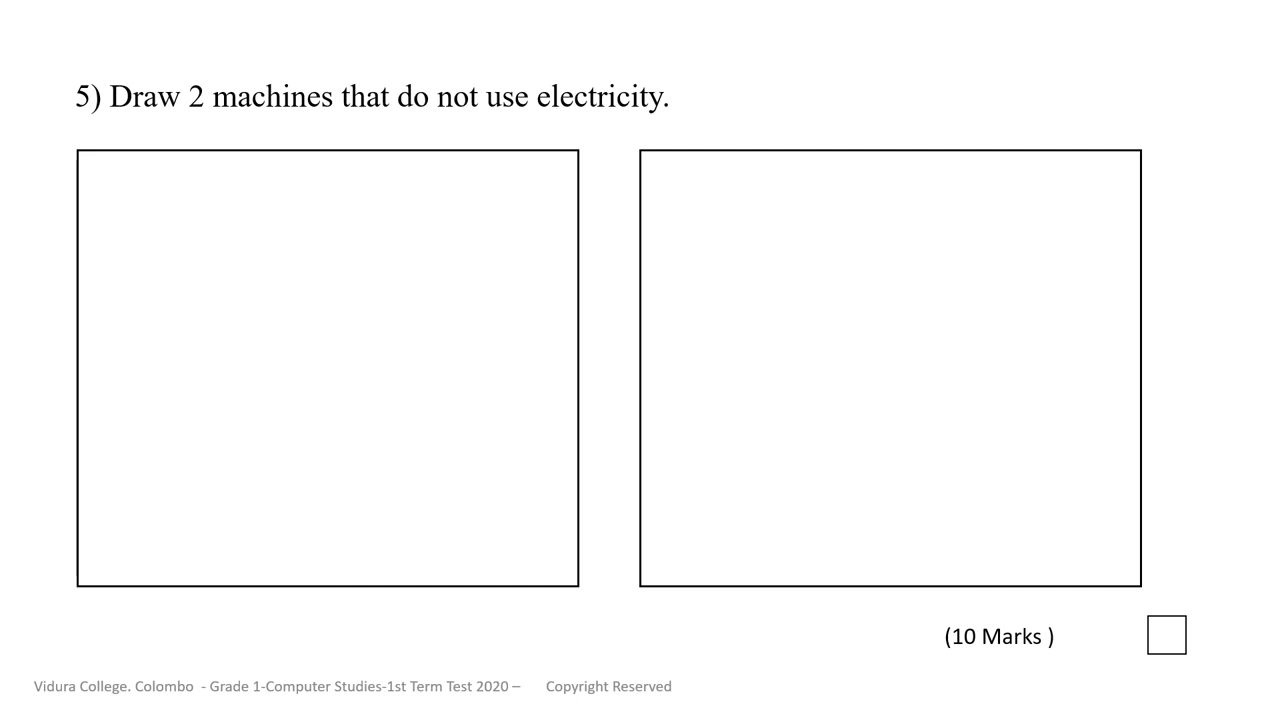 5) Draw 2 machines that do not use electricity.
(10 Marks )
Vidura College. Colombo  - Grade 1-Computer Studies-1st Term Test 2020 –      Copyright Reserved